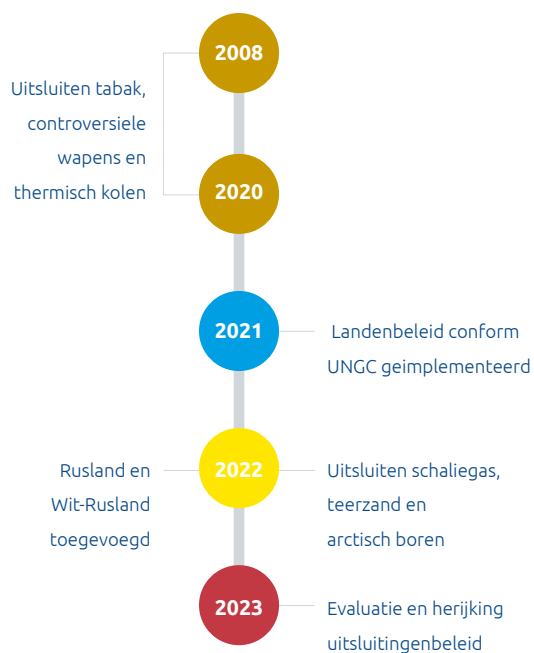 2008
Uitsluiten tabak,
controversiele
wapens en
thermisch kolen
2020
2021
Landenbeleid conform
UNGC geimplementeerd
Rusland en
Wit-Rusland
toegevoegd
2022
Uitsluiten schaliegas,
teerzand en
arctisch boren
2023
Evaluatie en herijking
uitsluitingenbeleid